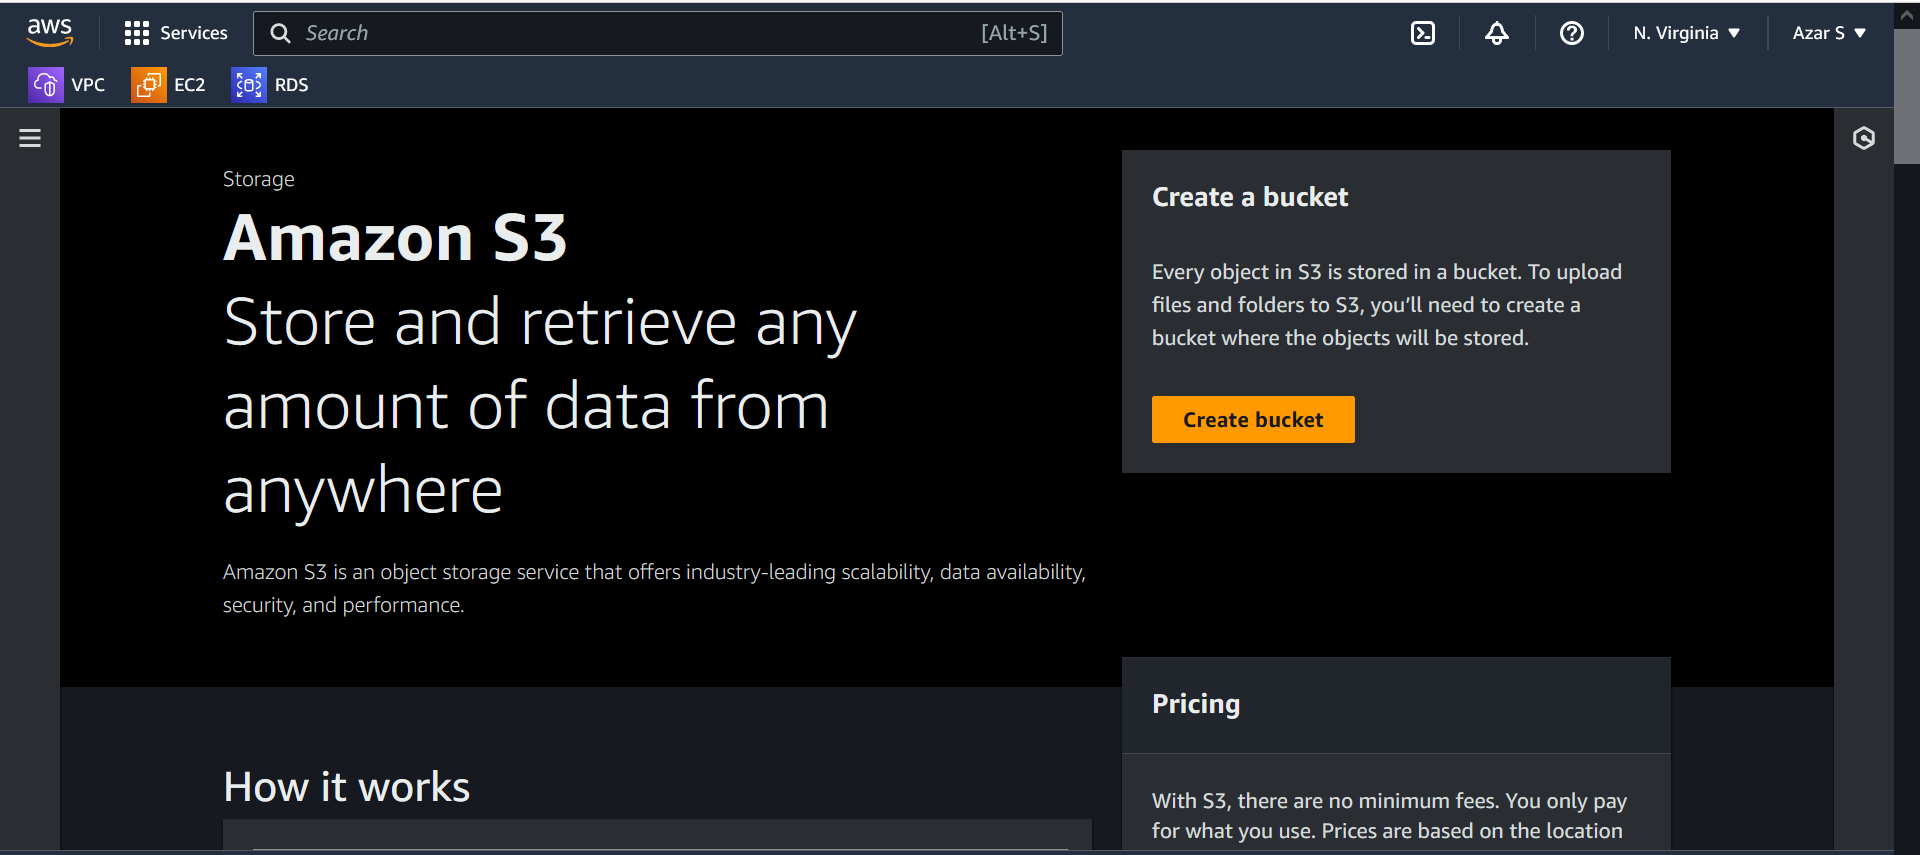 aws
Services
Search
[Alt+S]
N. Virginia
Azar S
VPC
EC2
RDS
Storage
Amazon S3
Store and retrieve any
amount of data from
anywhere
Amazon S3 is an object storage service that offers industry-leading scalability, data availability,
security, and performance.
Create a bucket
Every object in S3 is stored in a bucket. To upload
files and folders to S3, you’ll need to create a
bucket where the objects will be stored.
Create bucket
How it works
Pricing
With S3, there are no minimum fees. You only pay
for what you use. Prices are based on the location